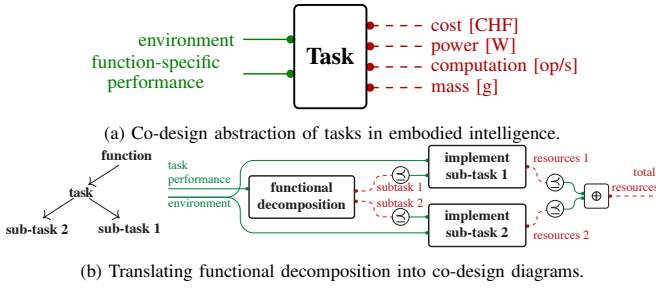 environment
function-specific
performance
Task
cost [CHF]
power [W]
computation [op/s]
mass [g]
(a) Co-design abstraction of tasks in embodied intelligence.
function
task
sub-task 2
sub-task 1
task
performance
environment
functional
decomposition
subtask 1
subtask 2
⪯
⪯
implement
sub-task 1
implement
sub-task 2
resources 1
resources 2
⪯
⪯
⊕
total
resources
(b) Translating functional decomposition into co-design diagrams.